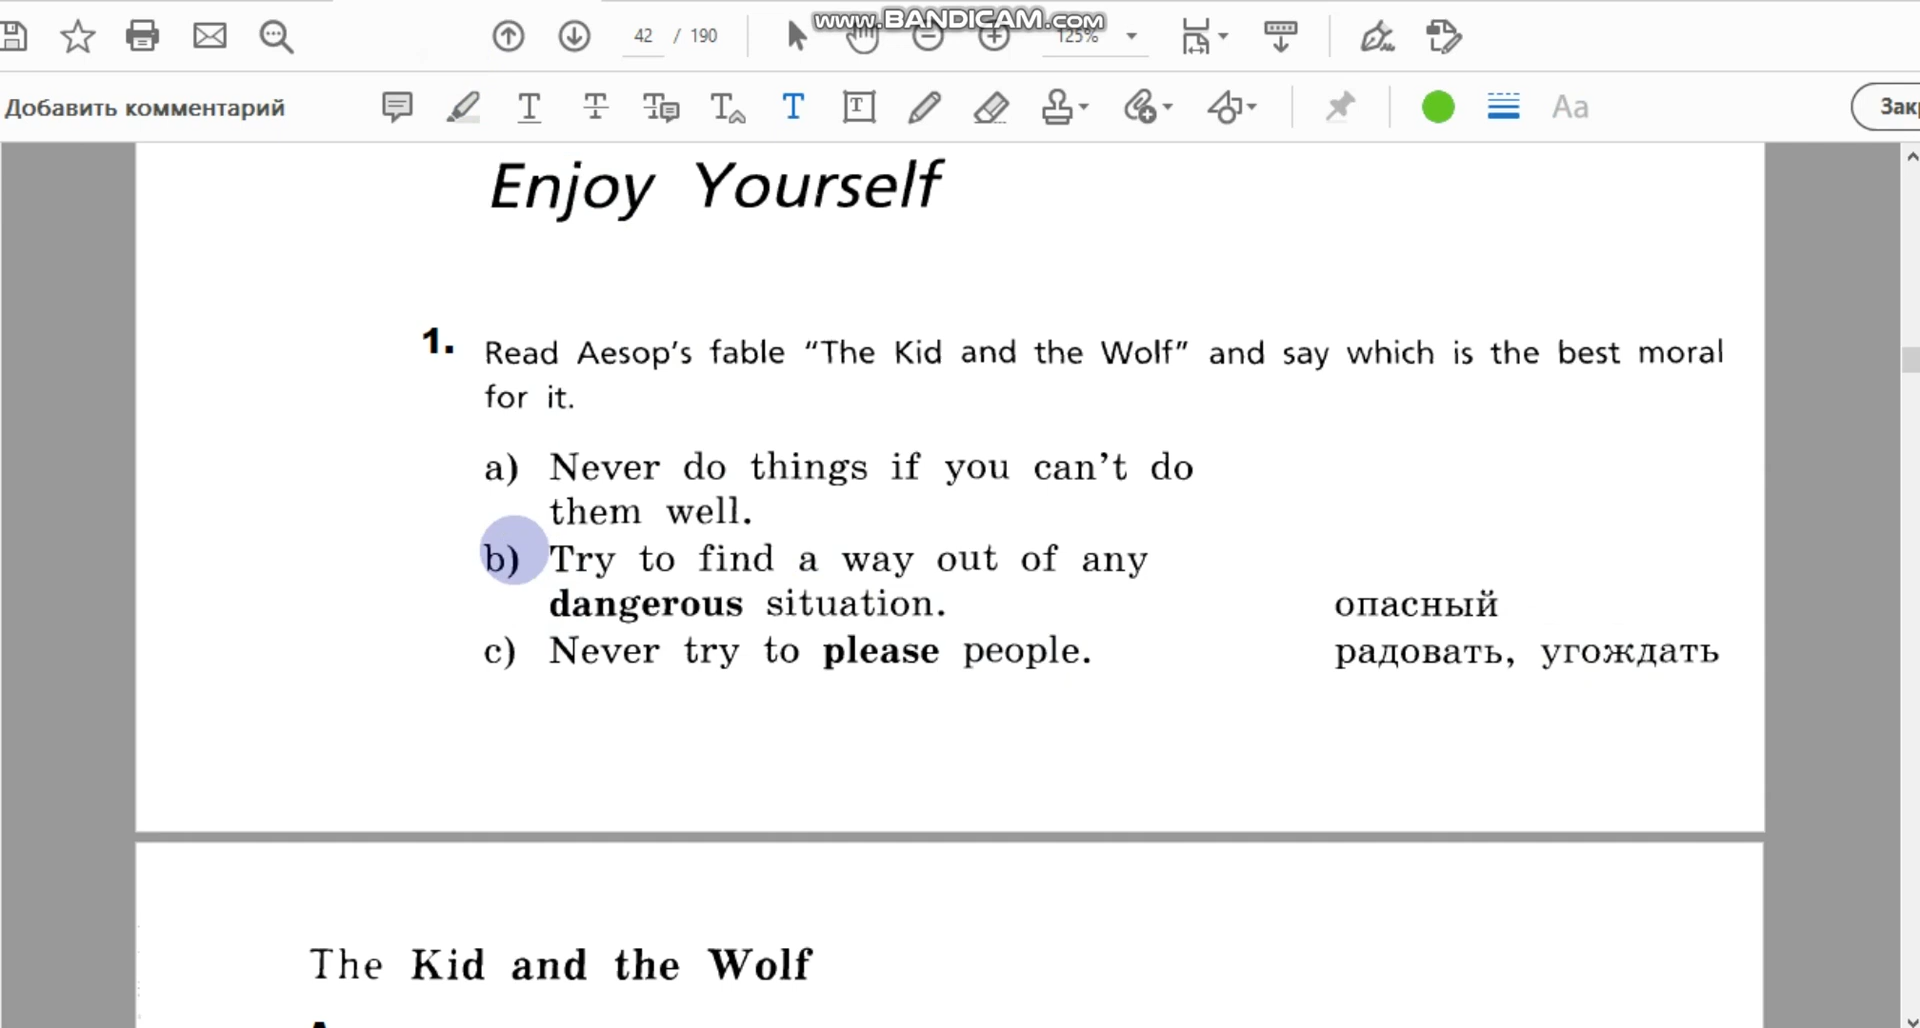 www.BANDICAM.com
42 / 190
125%
Добавить комментарий
Aa
Enjoy Yourself
1. Read Aesop's fable “The Kid and the Wolf” and say which is the best moral
for it.
a) Never do things if you can't do
them well.
b) Try to find a way out of any
dangerous situation. опасный
c) Never try to please people. радовать, угождать
The Kid and the Wolf